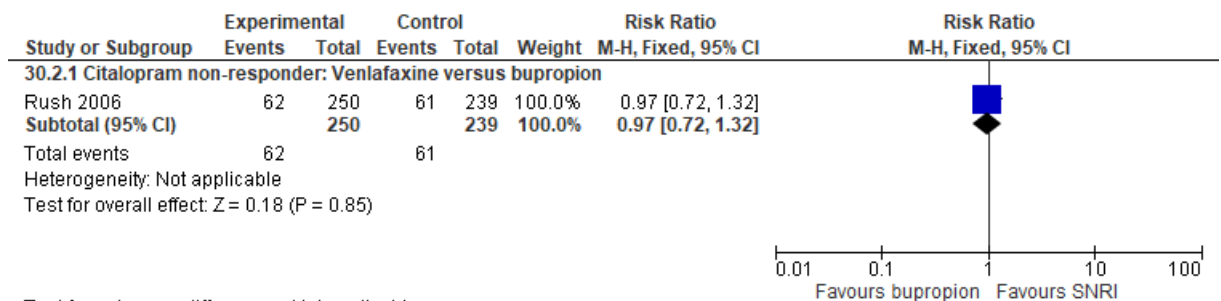 Experimental Control Risk Ratio Risk Ratio
Study or Subgroup Events Total Events Total Weight M-H, Fixed, 95% CI M-H, Fixed, 95% CI
30.2.1 Citalopram non-responder: Venlafaxine versus bupropion
Rush 2006 62 250 61 239 100.0% 0.97 [0.72, 1.32]
Subtotal (95% CI) 250 239 100.0% 0.97 [0.72, 1.32]
Total events 62 61
Heterogeneity: Not applicable
Test for overall effect: Z = 0.18 (P = 0.85)
0.01 0.1 1 10 100
Favours bupropion Favours SNRI